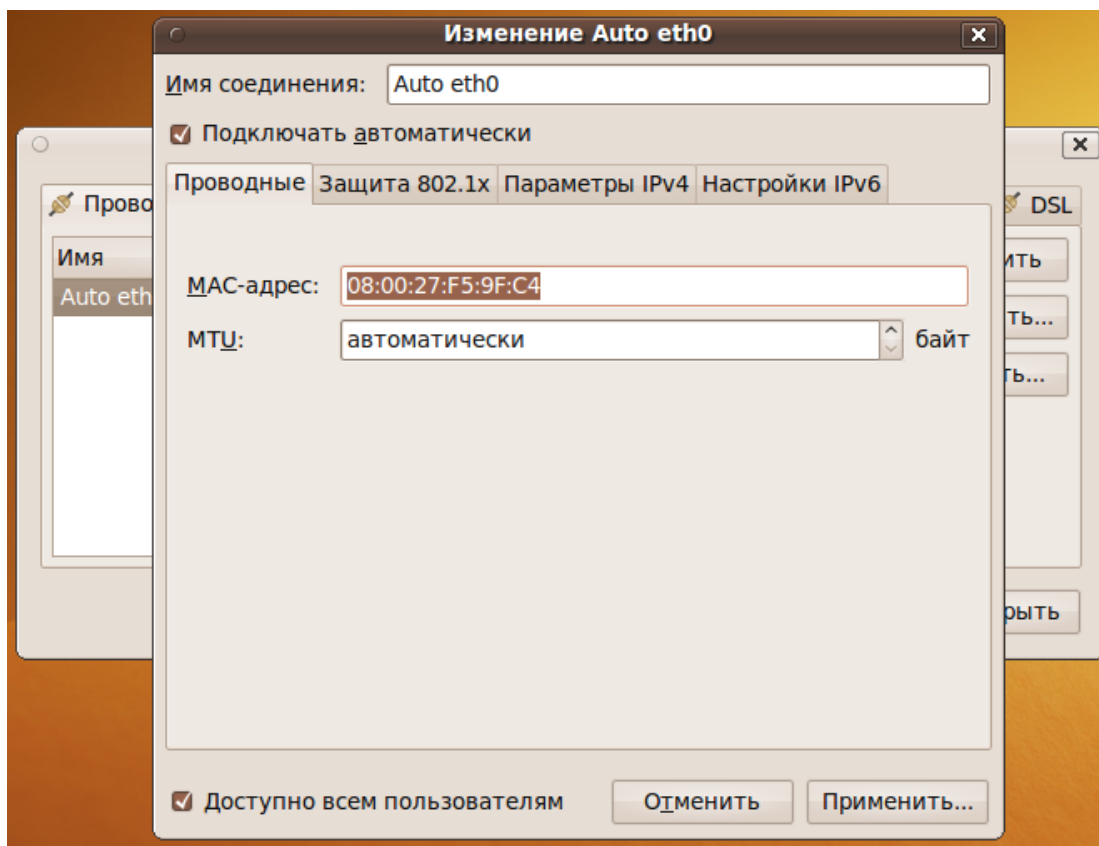 Изменение Auto eth0
Имя соединения: Auto eth0
Подключать автоматически
Проводные Защита 802.1x Параметры IPv4 Настройки IPv6
MAC-адрес: 08:00:27:F5:9F:C4
MTU: автоматически байт
Доступно всем пользователям Отменить Применить...
Прово
DSL
Имя
Auto eth
ить
ть...
ть...
рыть